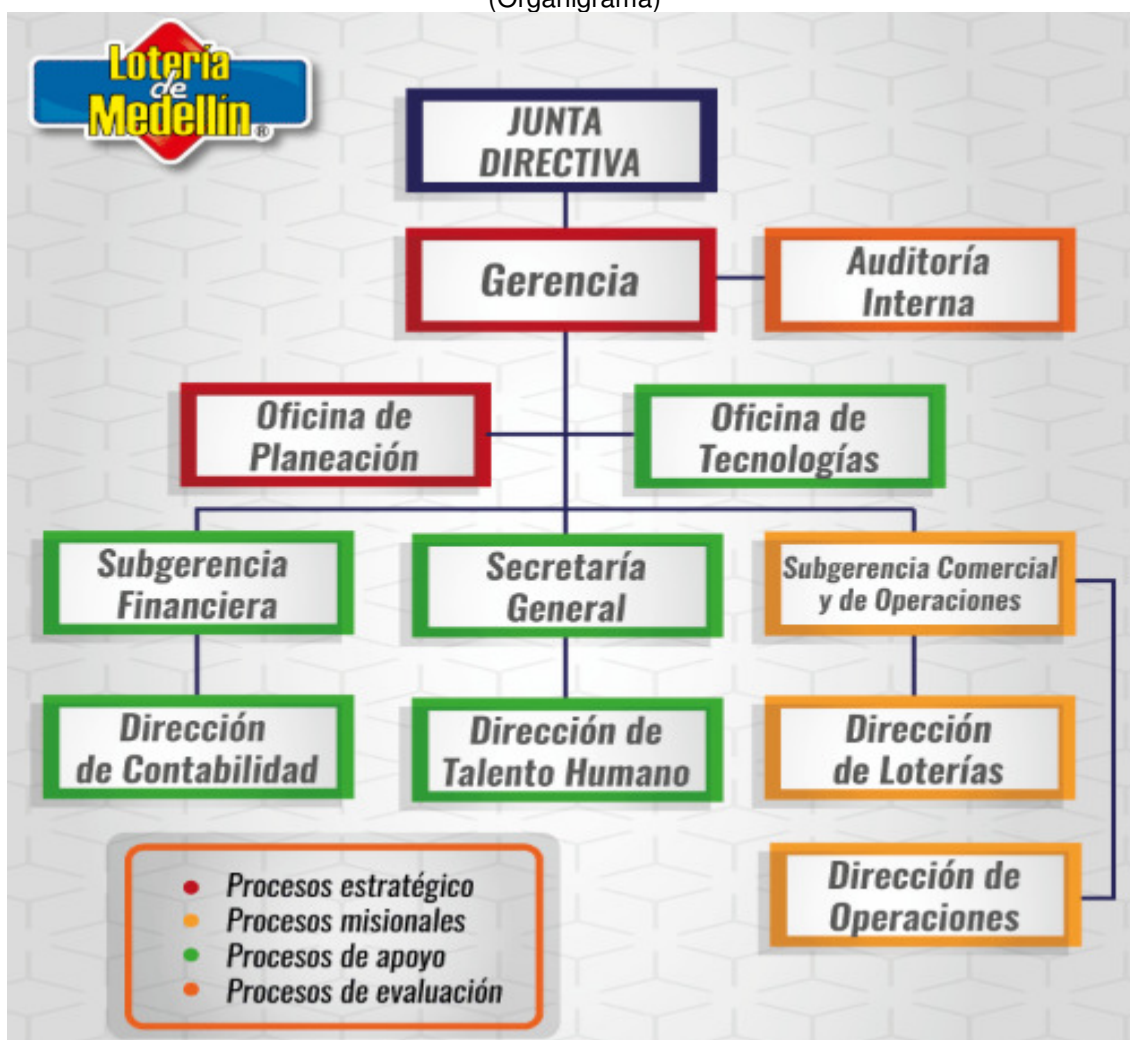 (Organigrama)
Lotería
de
Medellín®
JUNTA
DIRECTIVA
Gerencia
Auditoría
Interna
Oficina de
Planeación
Oficina de
Tecnologías
Subgerencia
Financiera
Secretaría
General
Subgerencia Comercial
y de Operaciones
Dirección
de Contabilidad
Dirección de
Talento Humano
Dirección
de Loterías
Dirección de
Operaciones
Procesos estratégico
Procesos misionales
Procesos de apoyo
Procesos de evaluación